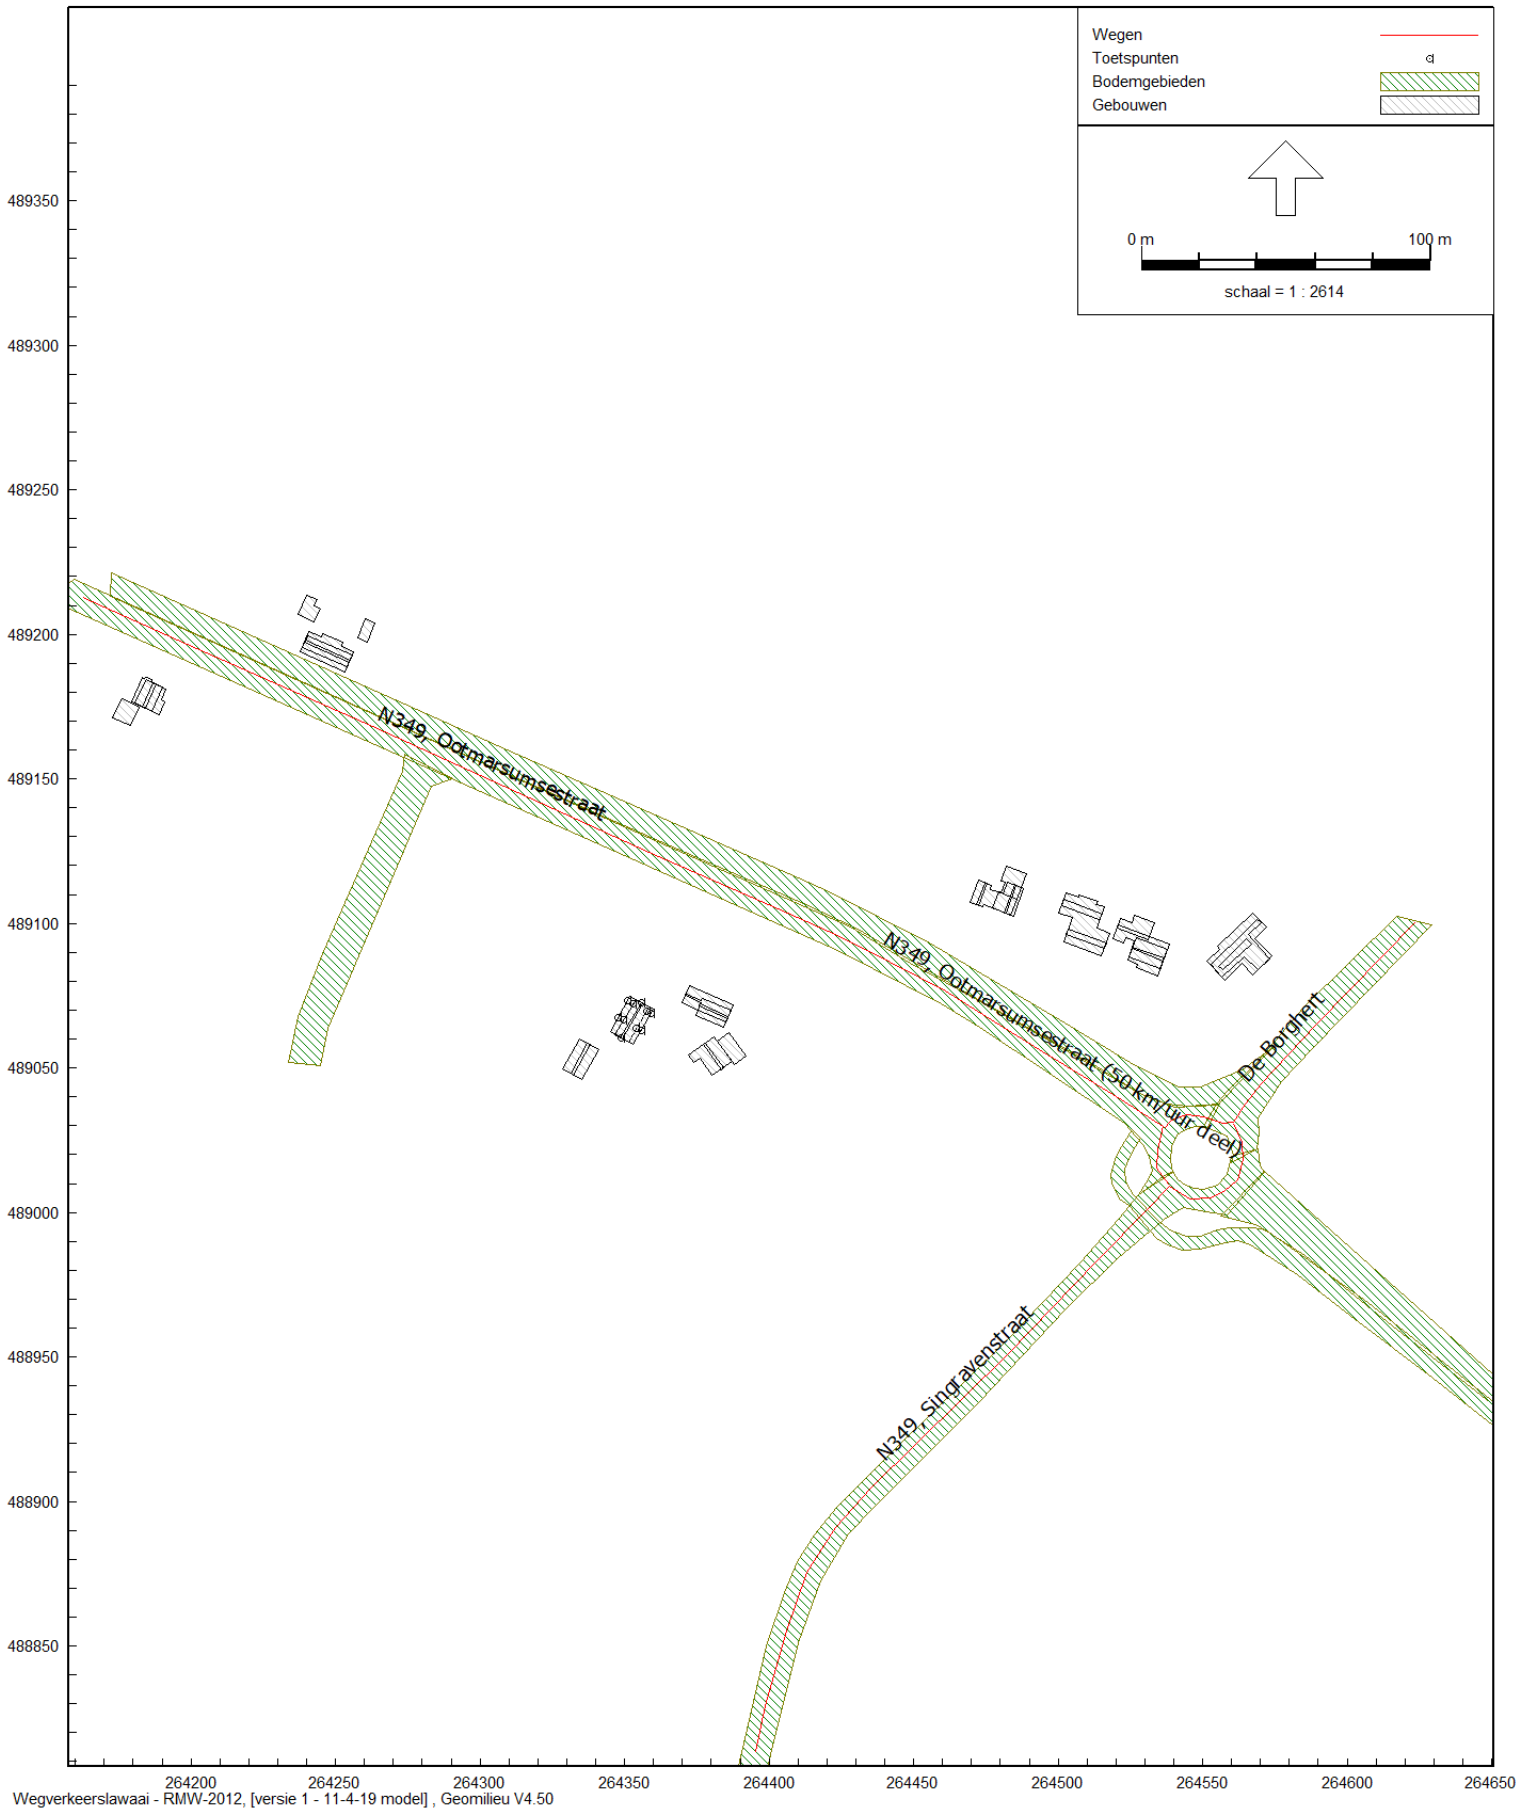 Wegen
Toetspunten
Bodemgebieden
Gebouwen
0 m 100 m
schaal = 1 : 2614
489350
489300
489250
489200
489150
489100
489050
489000
488950
488900
488850
N349, Ootmarsumsestraat
N349, Ootmarsumsestraat (50 km/uur deel)
De Borghert
N349, Singravenstraat
264200 264250 264300 264350 264400 264450 264500 264550 264600 264650
Wegverkeerslawaai - RMW-2012, [versie 1 - 11-4-19 model] , Geomilieu V4.50